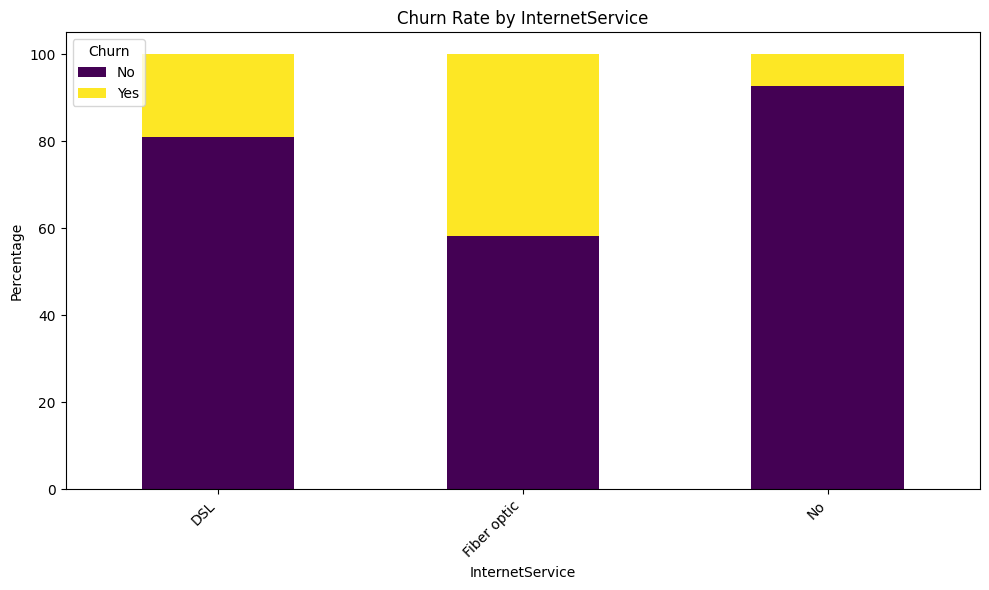 Churn Rate by InternetService
Churn
No
Yes
100
80
60
40
20
0
Percentage
DSL
Fiber optic
No
InternetService